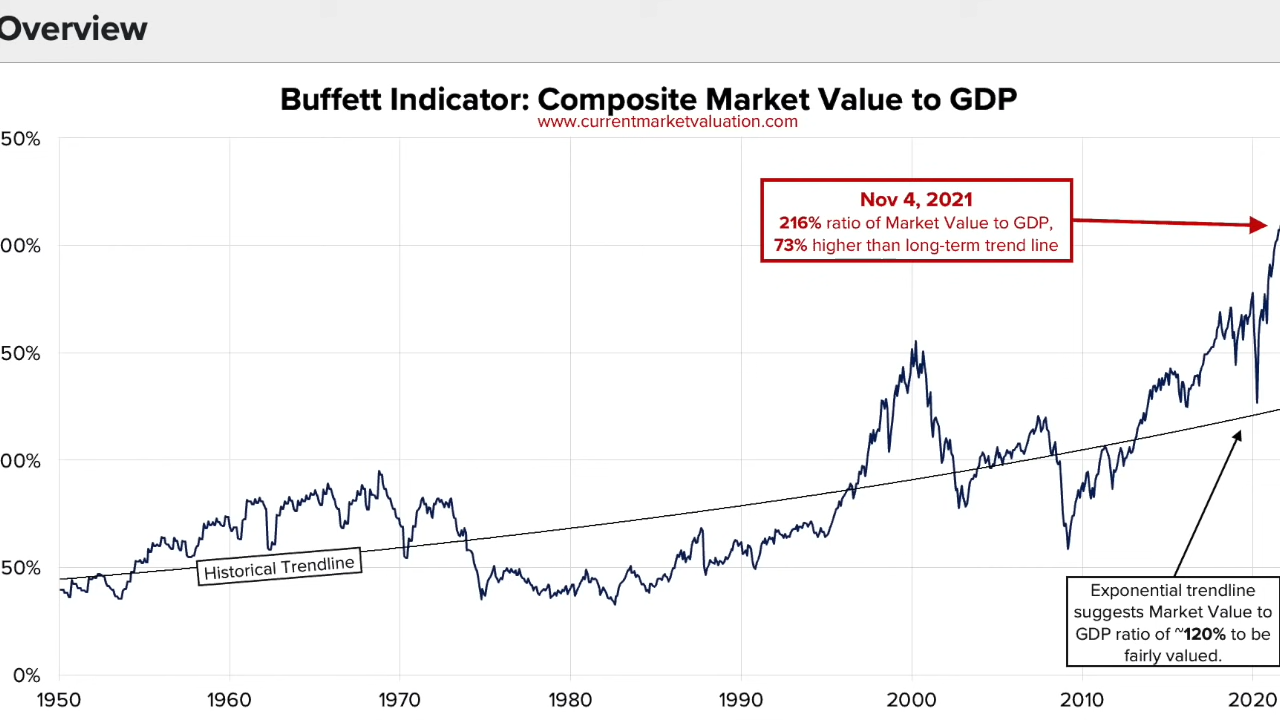 Overview
Buffett Indicator: Composite Market Value to GDP
www.currentmarketvaluation.com
50%
Nov 4, 2021
216% ratio of Market Value to GDP,
73% higher than long-term trend line
00%
50%
00%
50%
Historical Trendline
Exponential trendline
suggests Market Value to
GDP ratio of ~120% to be
fairly valued.
0%
1950 1960 1970 1980 1990 2000 2010 2020